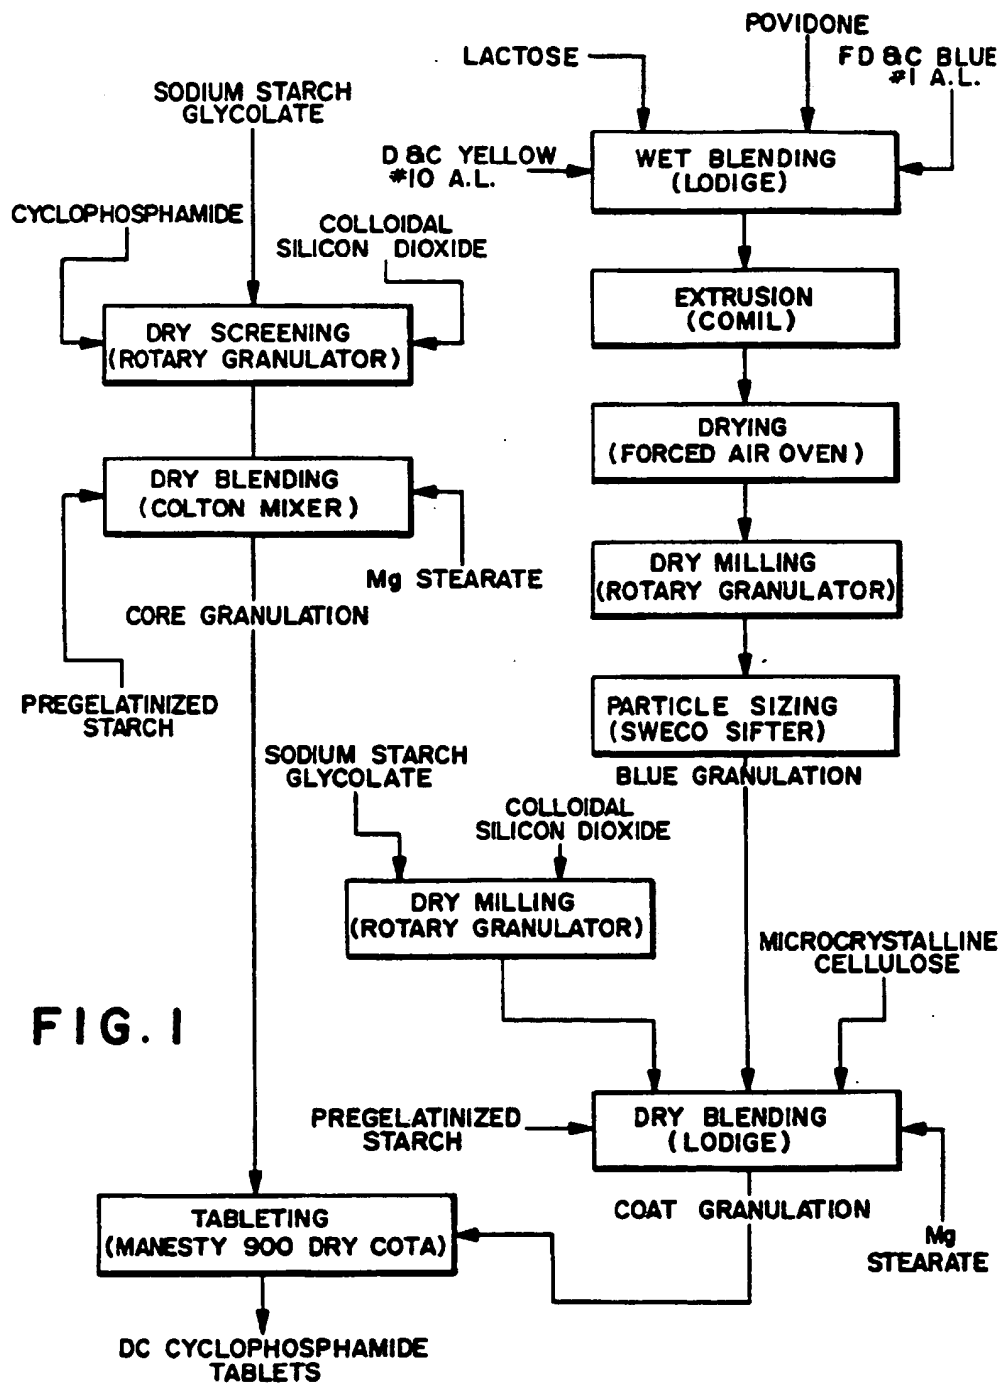 POVIDONE
LACTOSE
FD & C BLUE
#1 A.L.
SODIUM STARCH
GLYCOLATE
D & C YELLOW
#10 A.L.
WET BLENDING
(LODIGE)
CYCLOPHOSPHAMIDE
COLLOIDAL
SILICON DIOXIDE
EXTRUSION
(COMIL)
DRY SCREENING
(ROTARY GRANULATOR)
DRYING
(FORCED AIR OVEN)
DRY BLENDING
(COLTON MIXER)
DRY MILLING
(ROTARY GRANULATOR)
Mg STEARATE
CORE GRANULATION
PREGELATINIZED
STARCH
PARTICLE SIZING
(SWECO SIFTER)
BLUE GRANULATION
SODIUM STARCH
GLYCOLATE
COLLOIDAL
SILICON DIOXIDE
DRY MILLING
(ROTARY GRANULATOR)
MICROCRYSTALLINE
CELLULOSE
FIG. 1
PREGELATINIZED
STARCH
DRY BLENDING
(LODIGE)
COAT GRANULATION
TABLETING
(MANESTY 900 DRY COTA)
Mg
STEARATE
DC CYCLOPHOSPHAMIDE
TABLETS